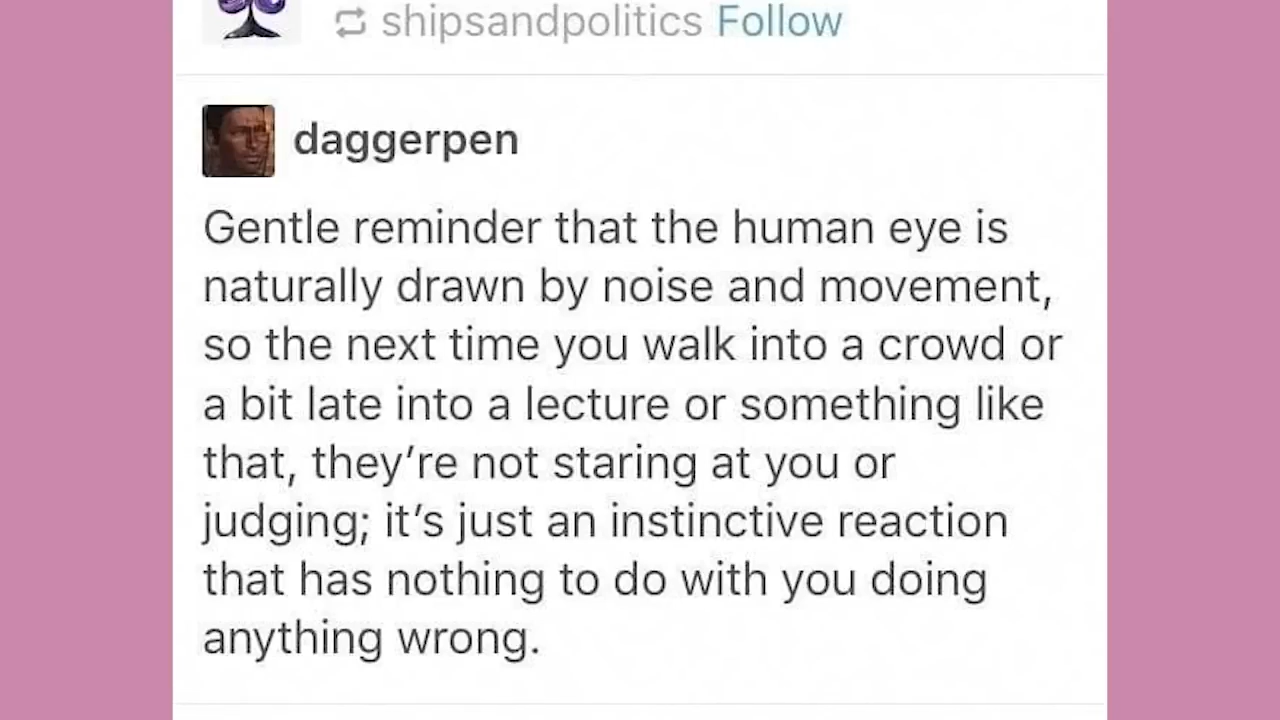 shipsandpolitics Follow
daggerpen
Gentle reminder that the human eye is
naturally drawn by noise and movement,
so the next time you walk into a crowd or
a bit late into a lecture or something like
that, they’re not staring at you or
judging; it’s just an instinctive reaction
that has nothing to do with you doing
anything wrong.